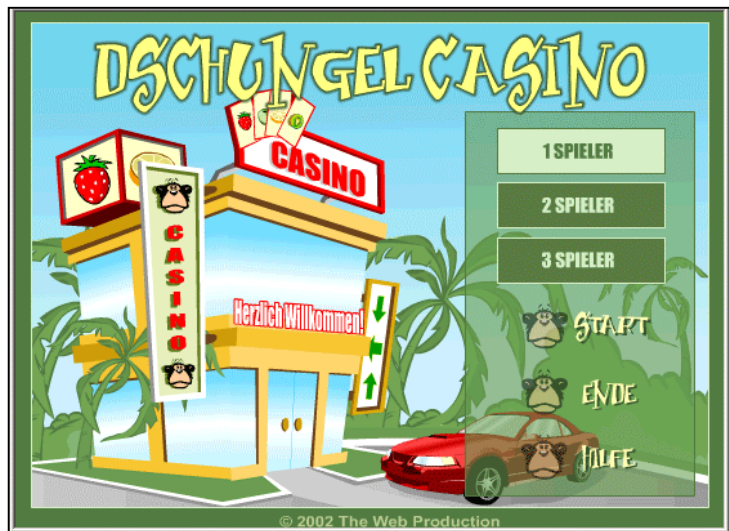 DSCHUNGEL CASINO
CASINO
CASINO
Herzlich Willkommen!
1 SPIELER
2 SPIELER
3 SPIELER
START
ENDE
HILFE
© 2002 The Web Production